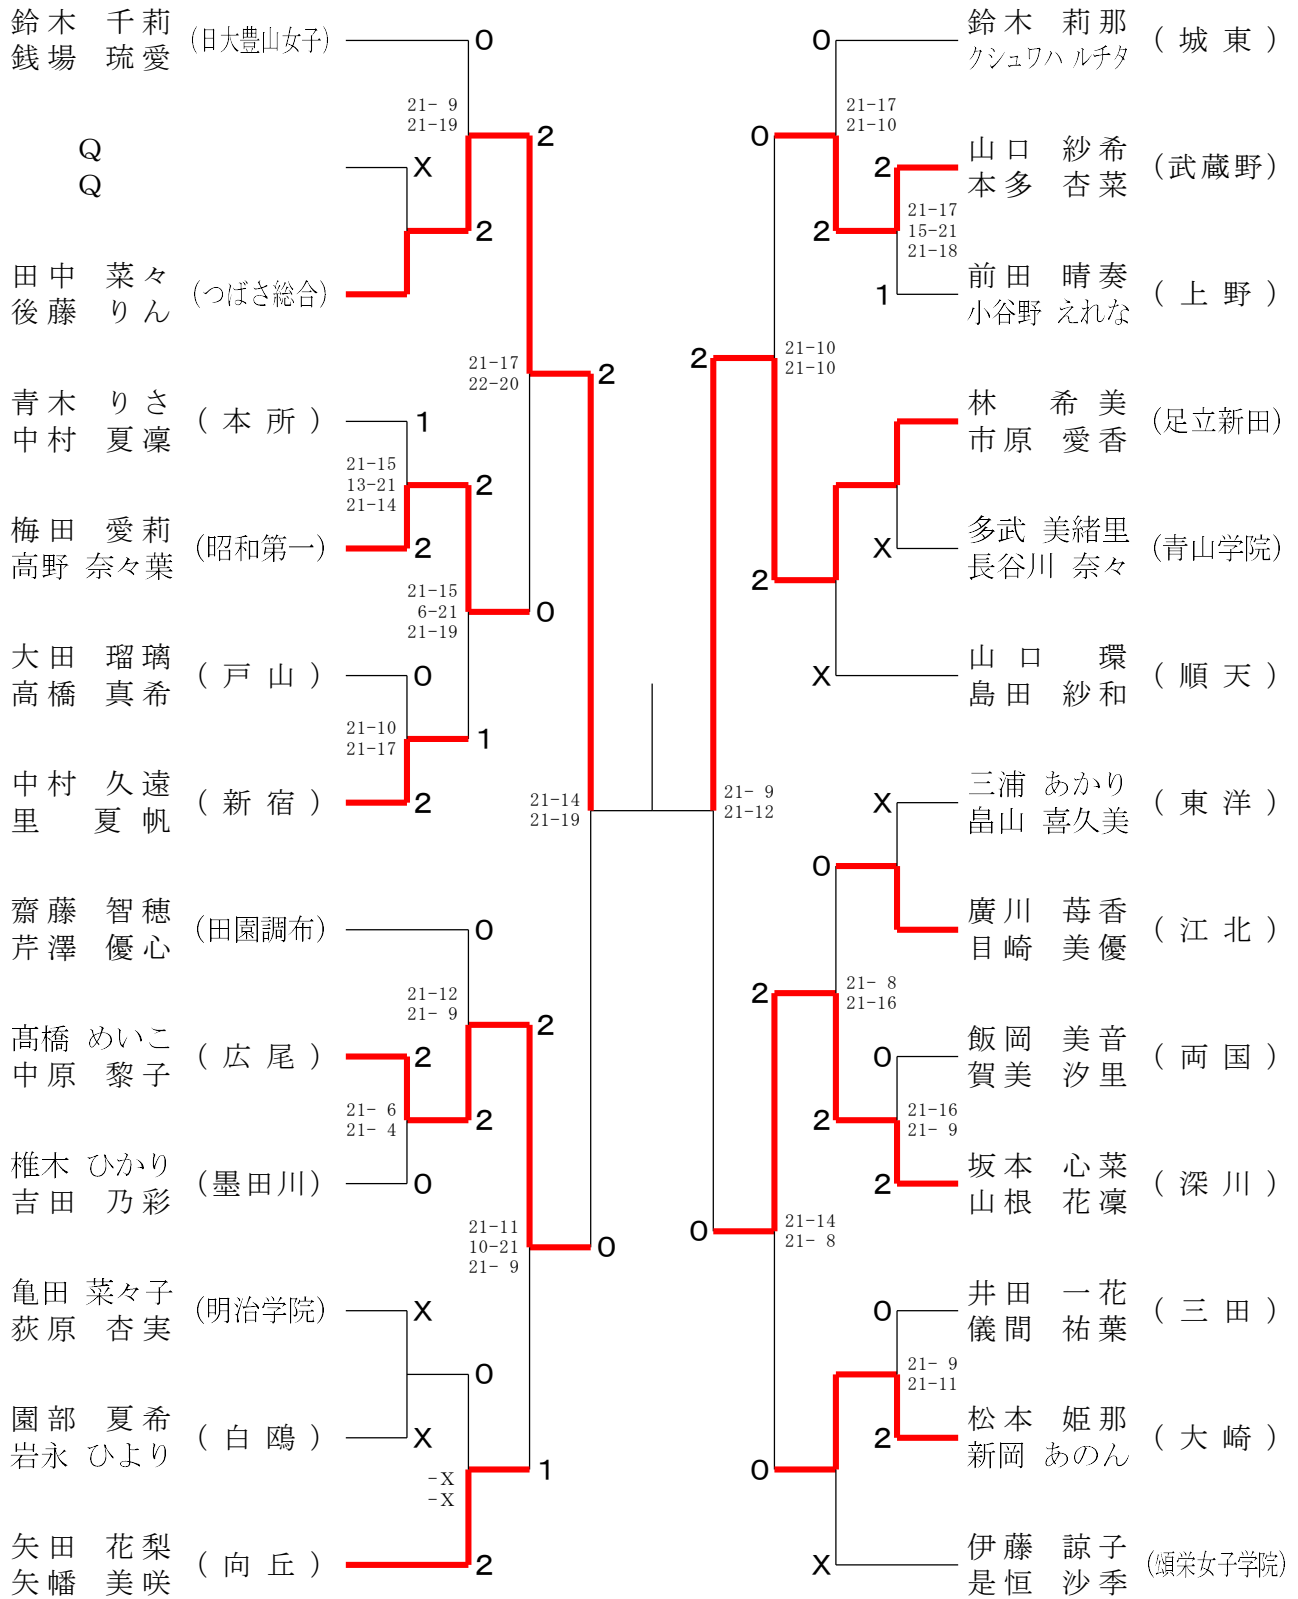 鈴木 千莉
銭場 琉愛
(日大豊山女子)
0
21- 9
21-19
2
Q
Q
X
2
田中 菜々
後藤 りん
(つばさ総合)
21-17
22-20
2
青木 りさ
中村 夏凜
(本所)
1
21-15
13-21
21-14
2
梅田 愛莉
高野 奈々葉
(昭和第一)
2
21-15
6-21
21-19
0
大田 瑠璃
高橋 真希
(戸山)
0
21-10
21-17
1
中村 久遠
里 夏帆
(新宿)
2
21-14
21-19
齋藤 智穂
芹澤 優心
(田園調布)
0
21-12
21- 9
2
髙橋 めいこ
中原 黎子
(広尾)
2
21- 6
21- 4
2
椎木 ひかり
吉田 乃彩
(墨田川)
0
21-11
10-21
21- 9
0
亀田 菜々子
荻原 杏実
(明治学院)
X
0
園部 夏希
岩永 ひより
(白鴎)
X
-X
-X
1
矢田 花梨
矢幡 美咲
(向丘)
2
0
鈴木 莉那
クシュワハ ルチタ
(城東)
21-17
21-10
0
2
山口 紗希
本多 杏菜
(武蔵野)
21-17
15-21
21-18
2
1
前田 晴奏
小谷野 えれな
(上野)
2
21-10
21-10
林 希美
市原 愛香
(足立新田)
X
多武 美緒里
長谷川 奈々
(青山学院)
2
X
山口 環
島田 紗和
(順天)
21- 9
21-12
X
三浦 あかり
畠山 喜久美
(東洋)
0
廣川 苺香
目崎 美優
(江北)
2
21- 8
21-16
0
飯岡 美音
賀美 汐里
(両国)
2
21-16
21- 9
2
坂本 心菜
山根 花凜
(深川)
0
21-14
21- 8
0
井田 一花
儀間 祐葉
(三田)
21- 9
21-11
2
松本 姫那
新岡 あのん
(大崎)
0
X
伊藤 諒子
是恒 沙季
(頌栄女子学院)